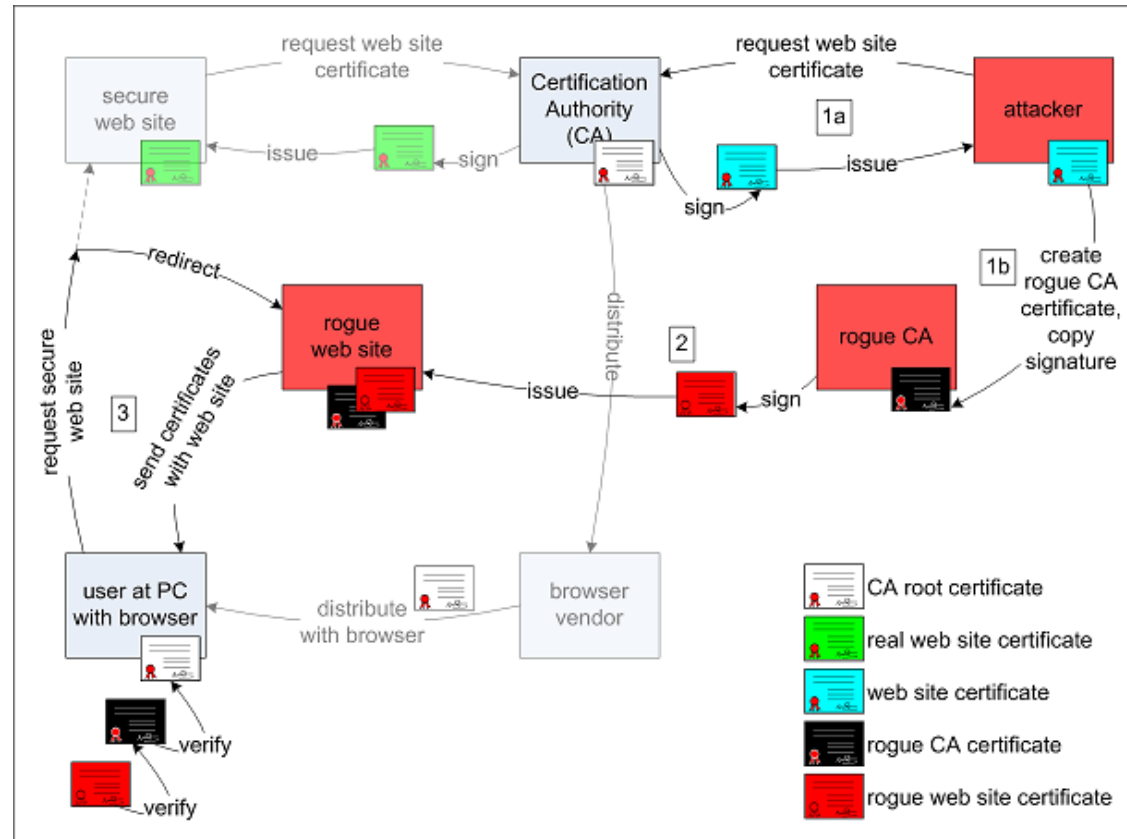 request web site
certificate
secure
web site
issue
sign
Certification
Authority
(CA)
request web site
certificate
1a
attacker
issue
sign
1b
create
rogue CA
certificate,
copy
signature
redirect
rogue
web site
distribute
2
rogue CA
issue
sign
request secure
web site
3
send certificates
with web site
user at PC
with browser
distribute
with browser
browser
vendor
verify
verify
CA root certificate
real web site certificate
web site certificate
rogue CA certificate
rogue web site certificate